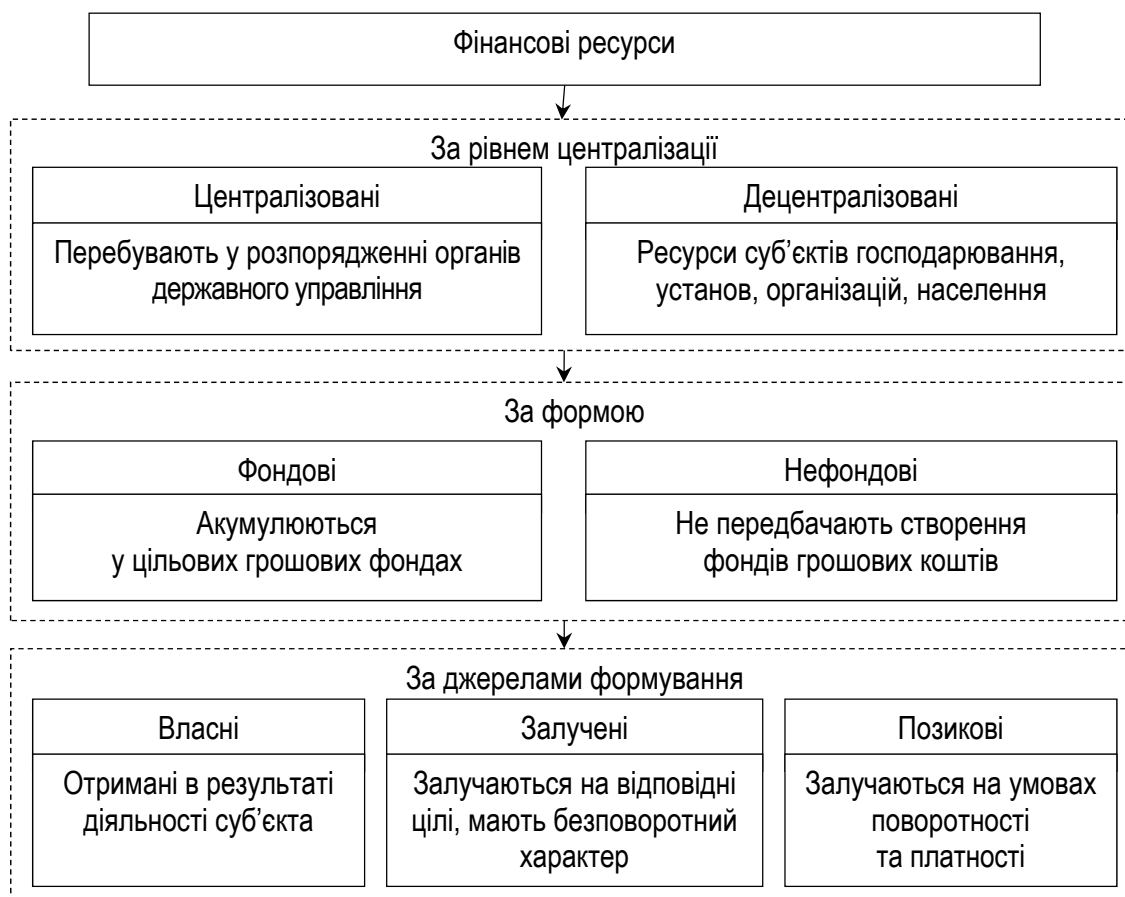 Фінансові ресурси
За рівнем централізації
Централізовані
Перебувають у розпорядженні органів
державного управління
Децентралізовані
Ресурси суб’єктів господарювання,
установ, організацій, населення
За формою
Фондові
Акумулюються
у цільових грошових фондах
Нефондові
Не передбачають створення
фондів грошових коштів
За джерелами формування
Власні
Отримані в результаті
діяльності суб’єкта
Залучені
Залучаються на відповідні
цілі, мають безповоротний
характер
Позикові
Залучаються на умовах
поворотності
та платності